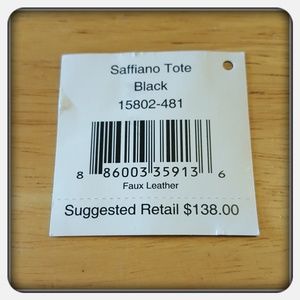 Saffiano Tote
Black
15802-481
8 86003 35913 6
Faux Leather
Suggested Retail $138.00